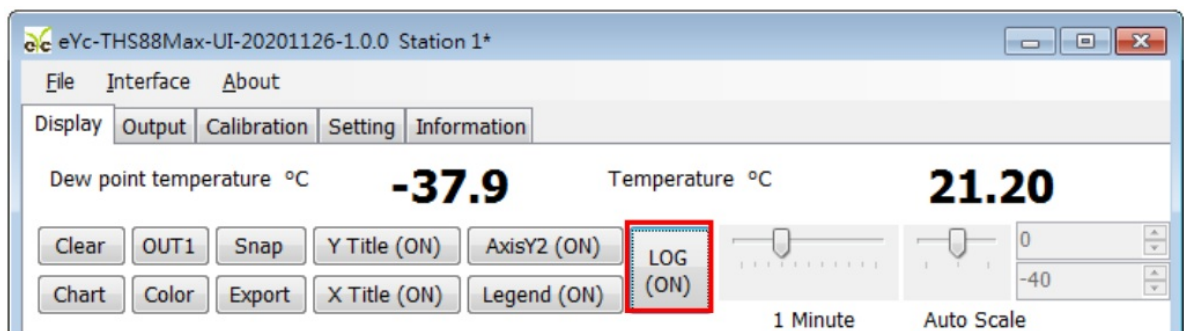 eyc eYc-THS88Max-UI-20201126-1.0.0 Station 1*
File Interface About
Display Output Calibration Setting Information
Dew point temperature °C -37.9 Temperature °C 21.20
Clear OUT1 Snap Y Title (ON) AxisY2 (ON) LOG (ON) 0
Chart Color Export X Title (ON) Legend (ON) -40
1 Minute Auto Scale